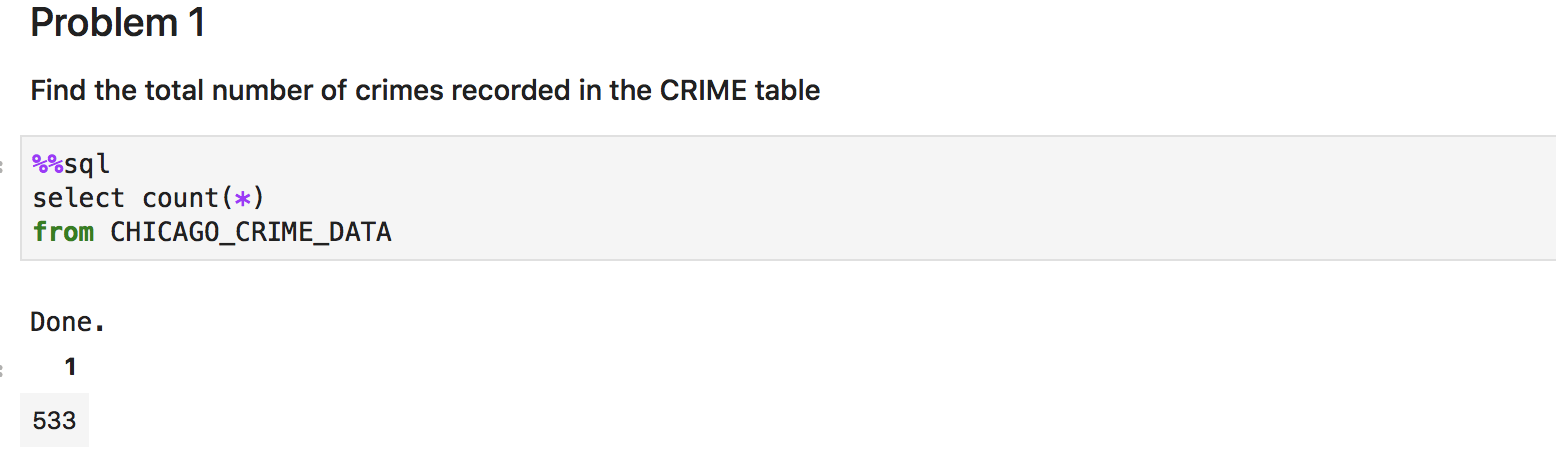 Problem 1
Find the total number of crimes recorded in the CRIME table
%%sql
select count(*)
from CHICAGO_CRIME_DATA
Done.
1
533